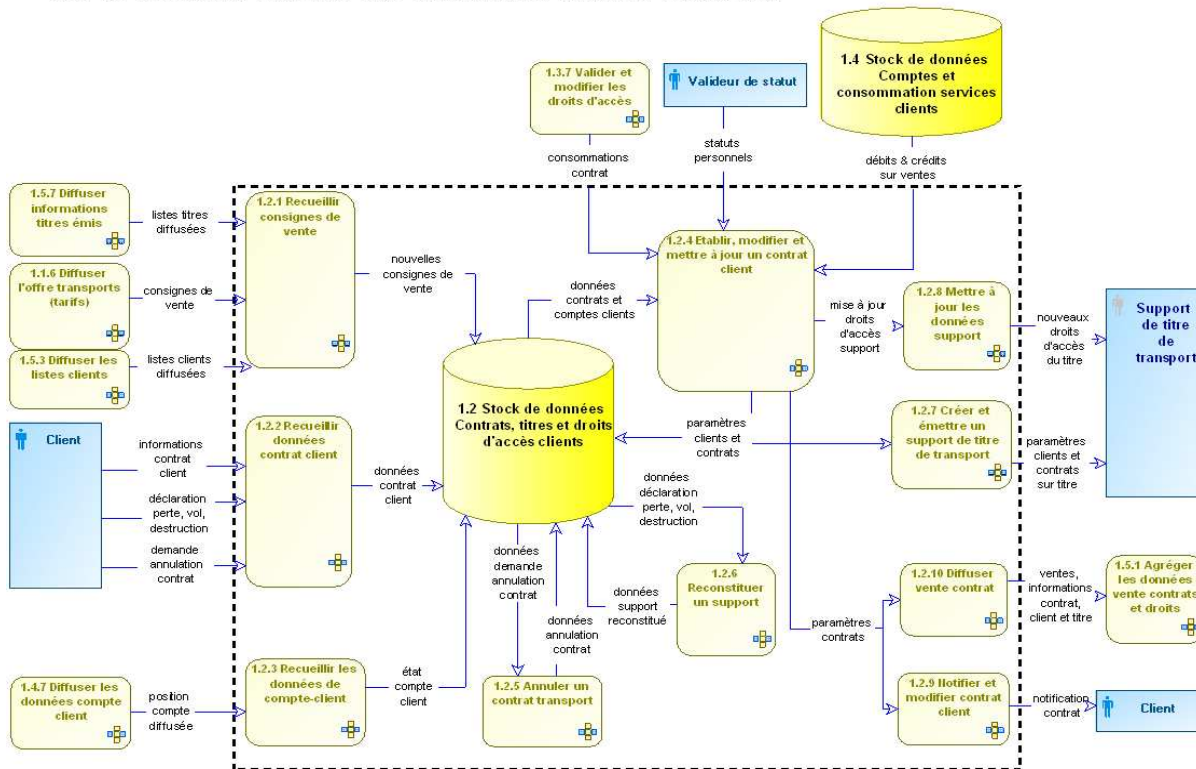 1.4 Stock de données
Comptes et
consommation services
clients
1.3.7 Valider et
modifier les
droits d'accès
Valideur de statut
consommations
contrat
statuts
personnels
débits & crédits
sur ventes
1.5.7 Diffuser
informations
titres émis
listes titres
diffusées
1.2.1 Recueillir
consignes de
vente
1.1.6 Diffuser
l'offre transports
(tarifs)
consignes de
vente
nouvelles
consignes de
vente
1.2.4 Etablir, modifier et
mettre à jour un contrat
client
données
contrats et
comptes clients
mise à jour
droits
d'accès
support
1.2.8 Mettre à
jour les
données
support
nouveaux
droits
d'accès
du titre
Support
de titre
de
transport
1.5.3 Diffuser les
listes clients
listes clients
diffusées
1.2 Stock de données
Contrats, titres et droits
d'accès clients
paramètres
clients et
contrats
1.2.7 Créer et
émettre un
support de titre
de transport
paramètres
clients et
contrats
sur titre
Client
informations
contrat
client
déclaration
perte, vol,
destruction
demande
annulation
contrat
1.2.2 Recueillir
données
contrat client
données
contrat
client
données
déclaration
perte, vol,
destruction
données
demande
annulation
contrat
données
annulation
contrat
données
support
reconstitué
1.2.6
Reconstituer
un support
paramètres
contrats
1.2.10 Diffuser
vente contrat
ventes,
informations
contrat,
client et titre
1.5.1 Agréger
les données
vente contrats
et droits
1.4.7 Diffuser les
données compte
client
position
compte
diffusée
1.2.3 Recueillir les
données de
compte-client
état
compte
client
1.2.5 Annuler un
contrat transport
1.2.9 Notifier et
modifier contrat
client
notification
contrat
Client